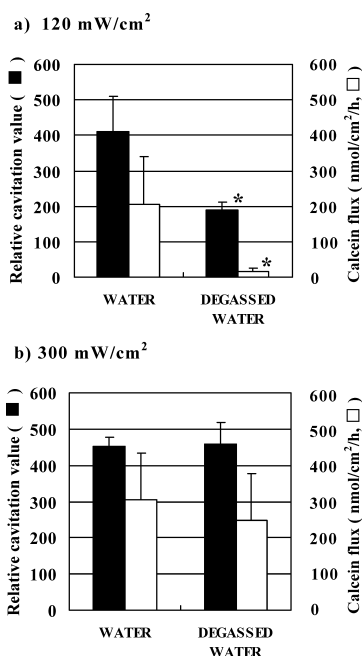 a) 120 mW/cm2
Relative cavitation value ( ■ )
600
500
400
300
200
100
0
*
*
WATER
DEGASSED
WATER
600
500
400
300
200
100
0
Calcein flux ( nmol/cm2/h, □ )
b) 300 mW/cm2
Relative cavitation value ( ■ )
600
500
400
300
200
100
0
WATER
DEGASSED
WATER
600
500
400
300
200
100
0
Calcein flux ( nmol/cm2/h, □ )